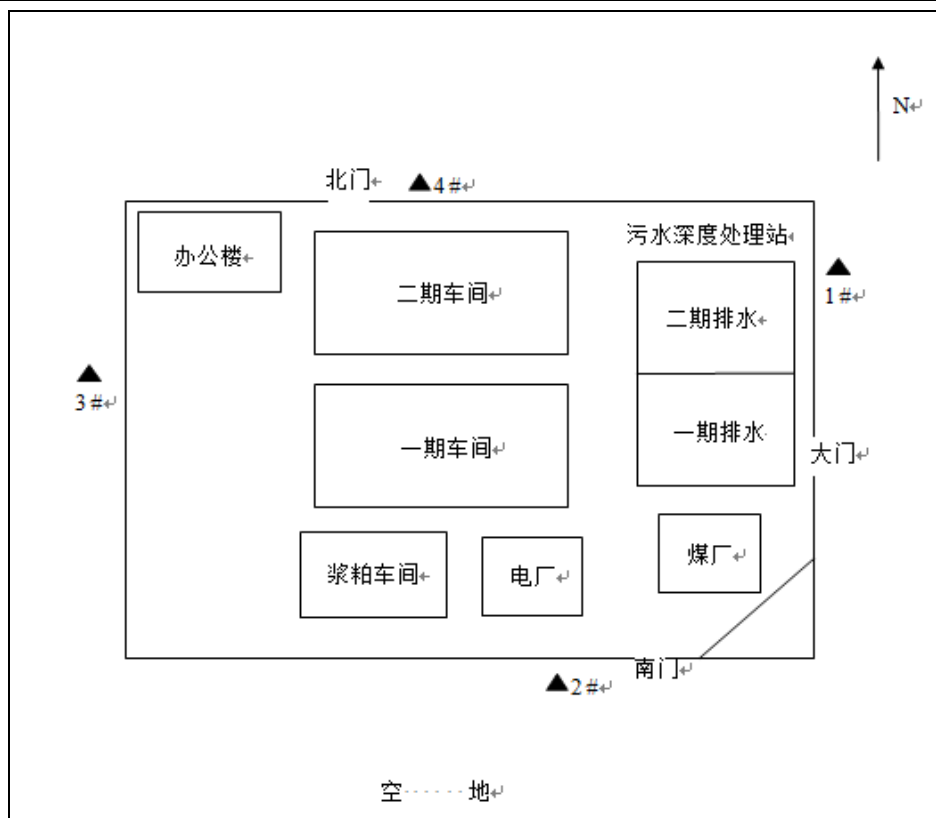 N
北门
▲4#
办公楼
污水深度处理站
二期车间
▲
1#
二期排水
▲
3#
一期车间
一期排水
大门
浆粕车间
电厂
煤厂
南门
▲2#
空······地